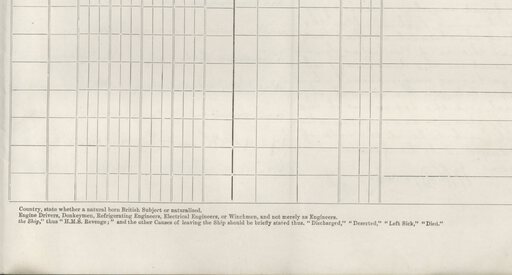 Country, state whether a natural born British Subject or naturalized.
Engine Drivers, Donkeymen, Refrigerating Engineers, Electrical Engineers, or Winchmen, and not merely as Engineers.
the Ship," thus "H.M.S. Revenge;" and the other Causes of leaving the Ship should be briefly stated thus. "Discharged," "Deserted," "Left Sick," "Died."